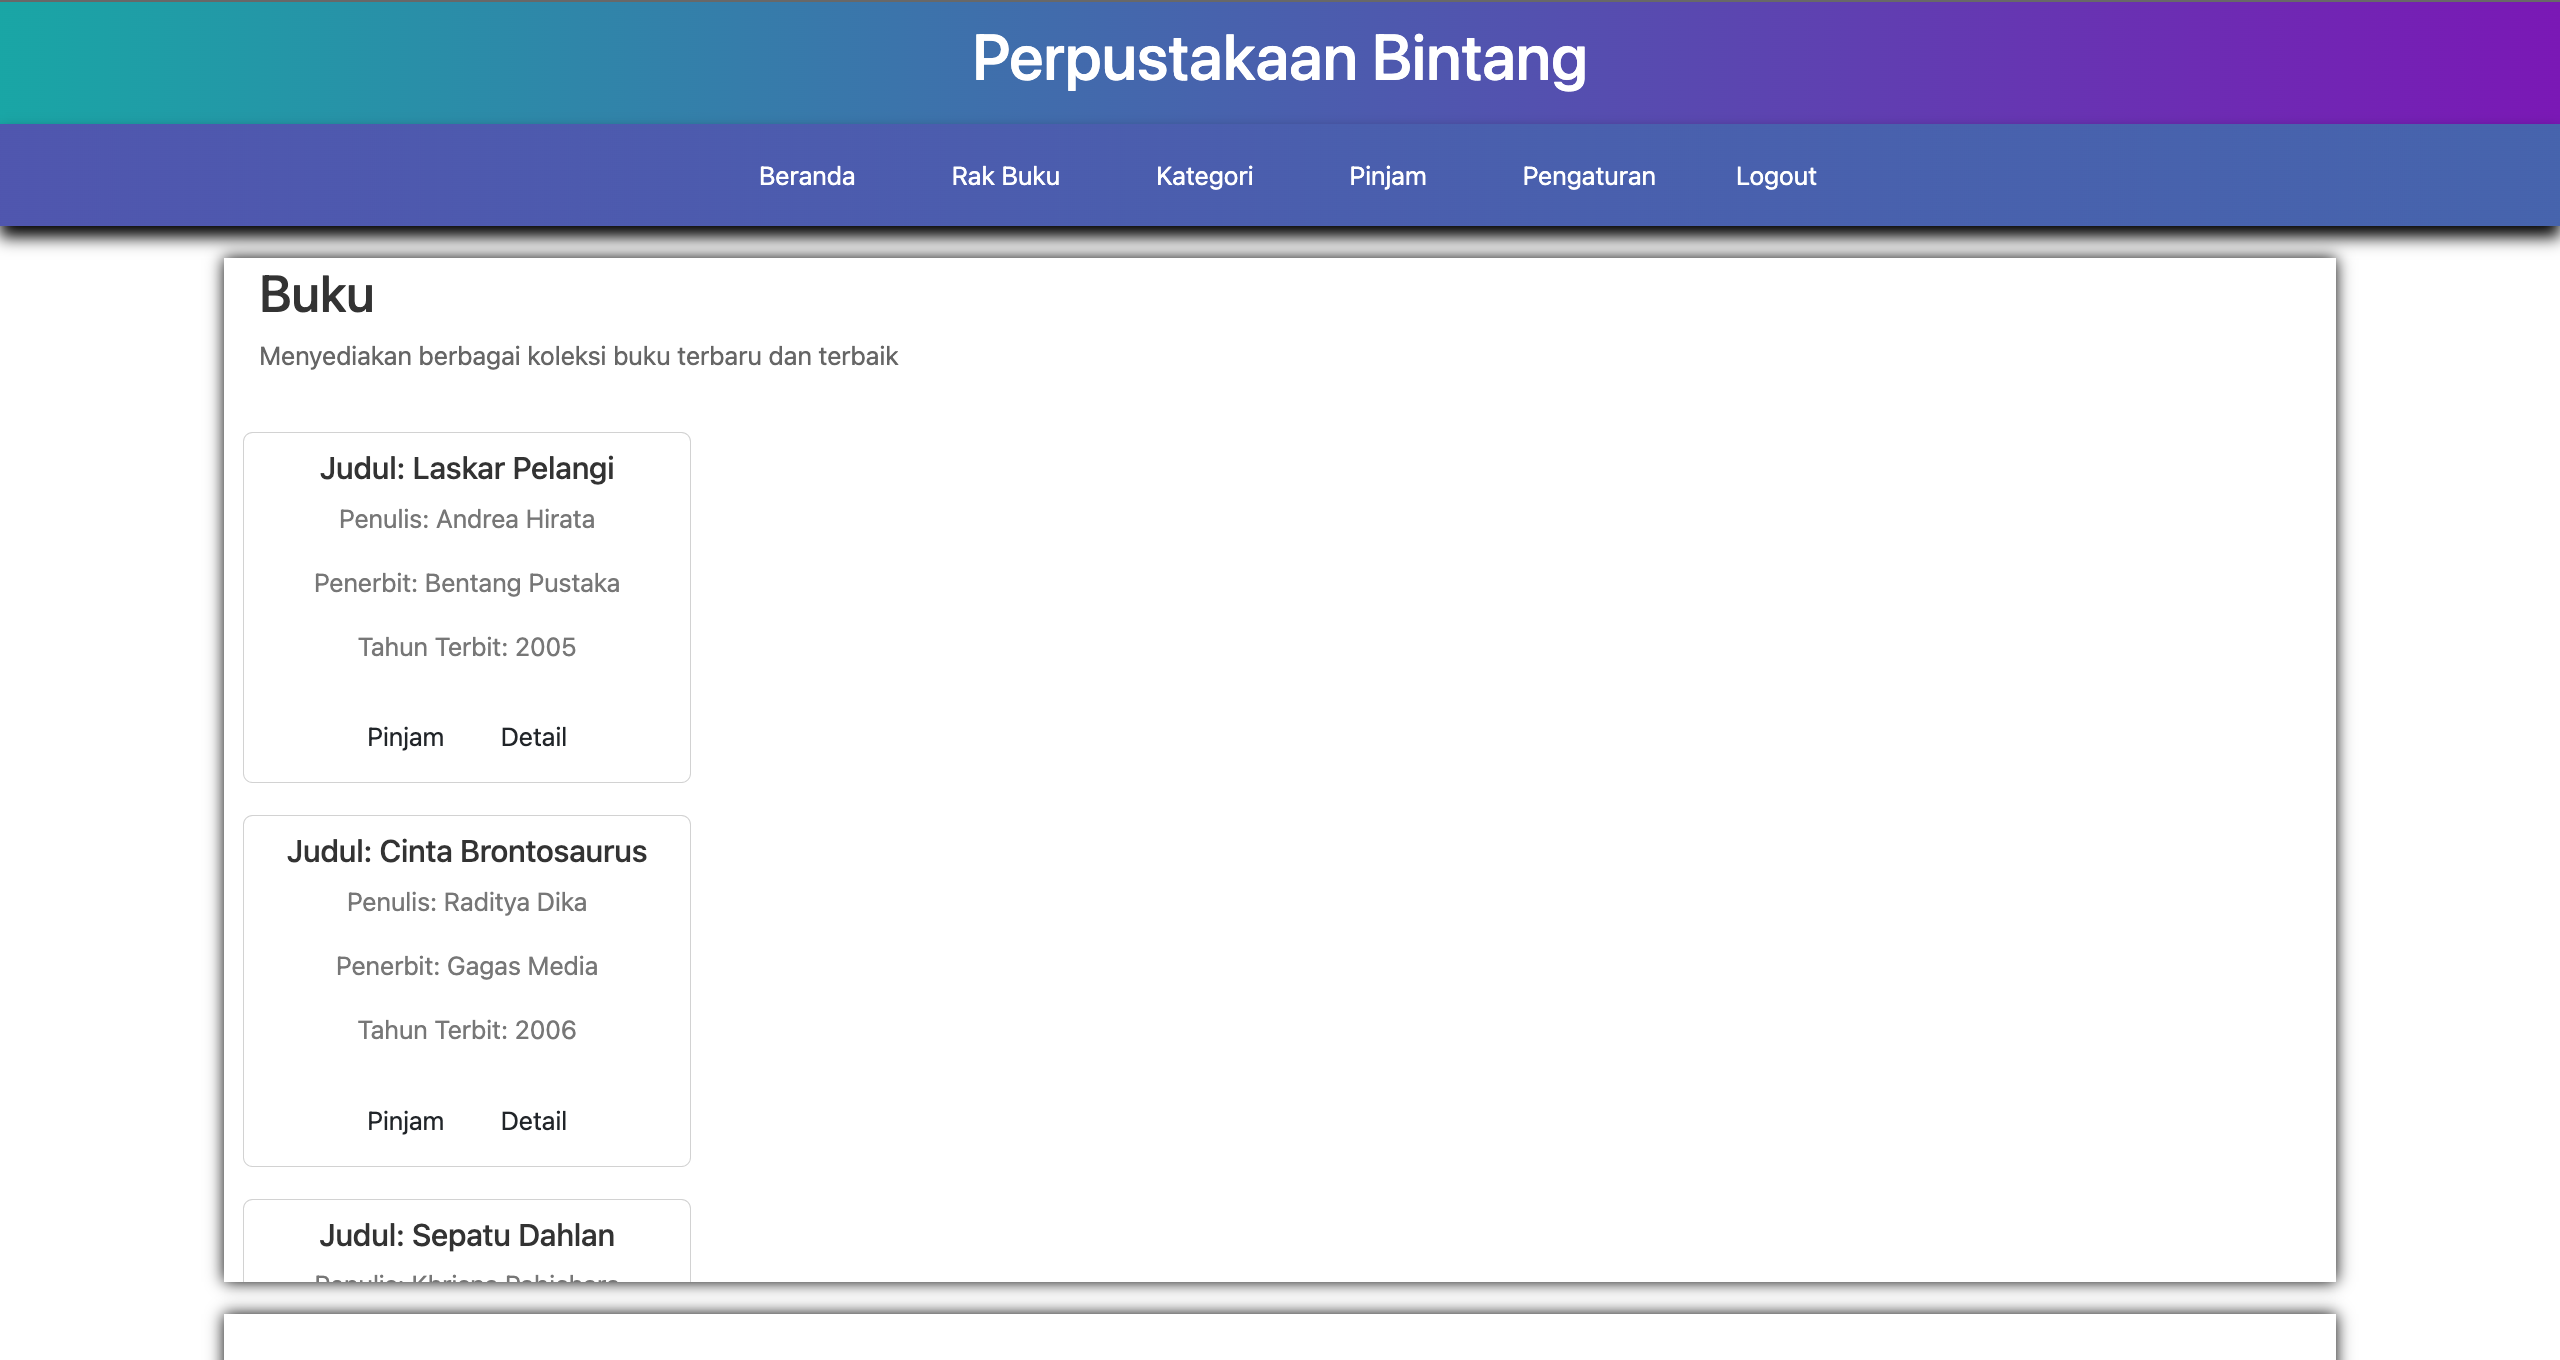 Perpustakaan Bintang
Beranda Rak Buku Kategori Pinjam Pengaturan Logout
Buku
Menyediakan berbagai koleksi buku terbaru dan terbaik
Judul: Laskar Pelangi
Penulis: Andrea Hirata
Penerbit: Bentang Pustaka
Tahun Terbit: 2005
Pinjam Detail
Judul: Cinta Brontosaurus
Penulis: Raditya Dika
Penerbit: Gagas Media
Tahun Terbit: 2006
Pinjam Detail
Judul: Sepatu Dahlan
Penulis: